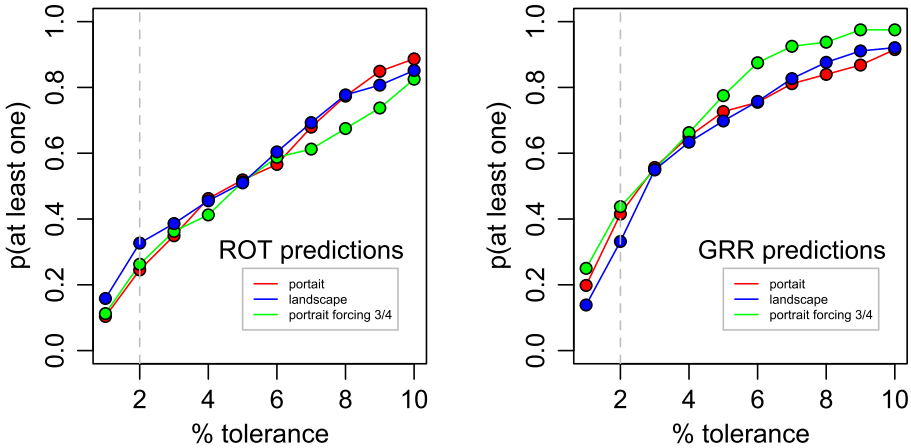 p(at least one)
1.0
0.8
0.6
0.4
0.2
0.0
ROT predictions
portait
landscape
portrait forcing 3/4
2 4 6 8 10
% tolerance
p(at least one)
1.0
0.8
0.6
0.4
0.2
0.0
GRR predictions
portait
landscape
portrait forcing 3/4
2 4 6 8 10
% tolerance